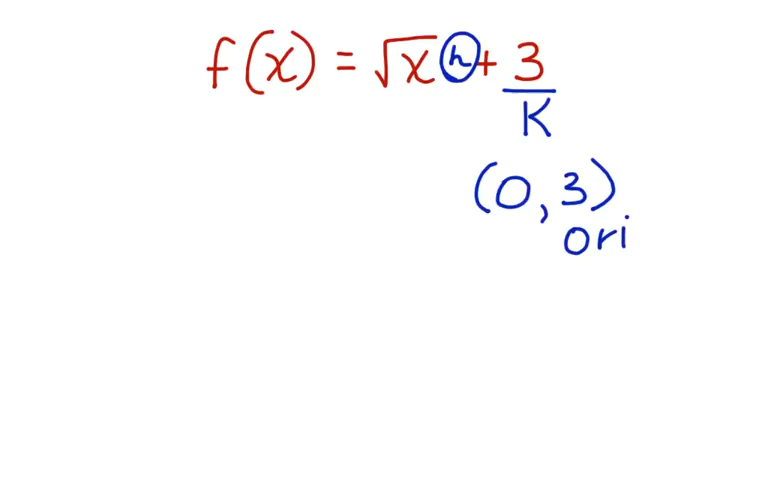 f(x) = √x h + 3
K
(0, 3)
ori